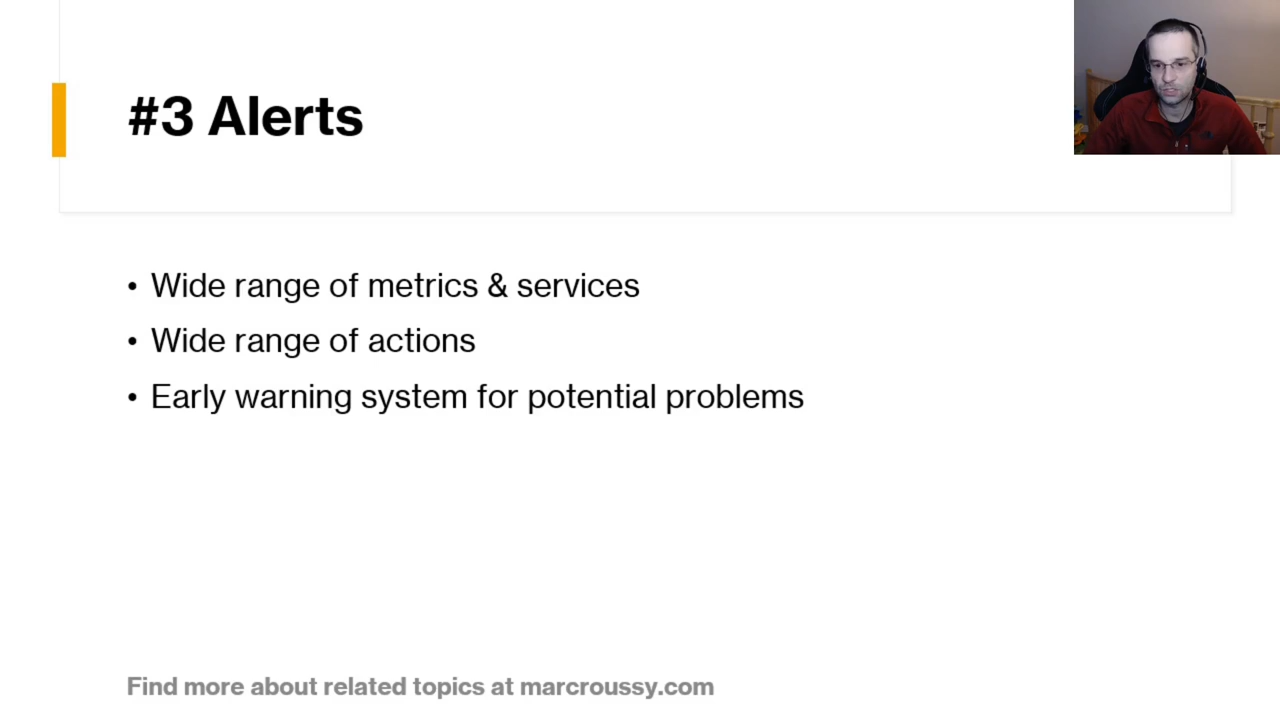 #3 Alerts
• Wide range of metrics & services
• Wide range of actions
• Early warning system for potential problems
Find more about related topics at marcroussy.com